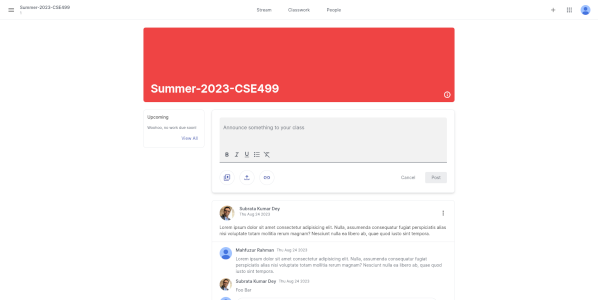 Summer-2023-CSE499
Stream Classwork People
Summer-2023-CSE499
Upcoming
Woohoo, no work due soon!
View All
Announce something to your class
B I U
Cancel Post
Subrata Kumar Dey
Thu Aug 24 2023
Lorem ipsum dolor sit amet consectetur adipisicing elit. Nulla, assumenda consequatur fugiat perspiciatis
alias nisi voluptate totam mollitia rerum magnam? Nesciunt nulla ea libero ab, quae quod iusto sint tempora.
Mahfuzur Rahman Thu Aug 24 2023
Lorem ipsum dolor sit amet consectetur adipisicing elit. Nulla, assumenda consequatur fugiat
perspiciatis alias nisi voluptate totam mollitia rerum magnam? Nesciunt nulla ea libero ab, quae quod
iusto sint tempora.
Subrata Kumar Dey Thu Aug 24 2023
Foo Bar